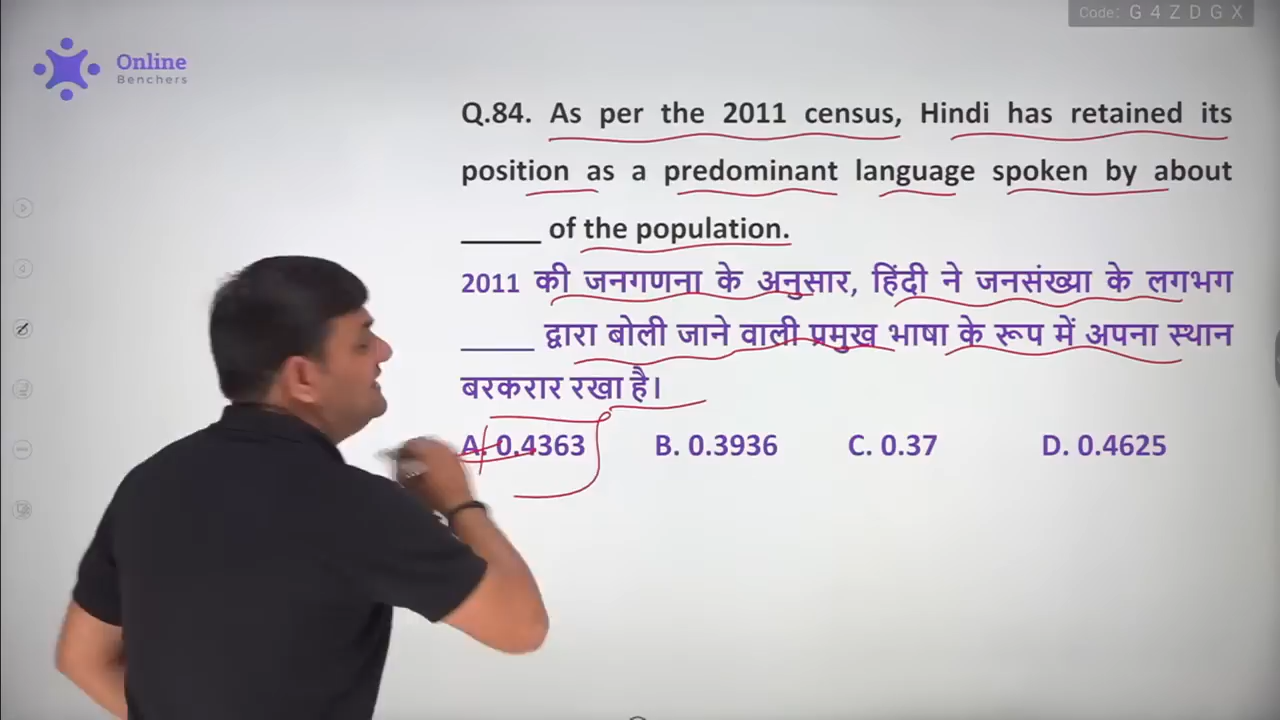 Code: G 4 Z D G X
Online
Benchers
Q.84. As per the 2011 census, Hindi has retained its
position as a predominant language spoken by about
_____ of the population.
2011 की जनगणना के अनुसार, हिंदी ने जनसंख्या के लगभग
_____ द्वारा बोली जाने वाली प्रमुख भाषा के रूप में अपना स्थान
बरकरार रखा है।
A. 0.4363 B. 0.3936 C. 0.37 D. 0.4625